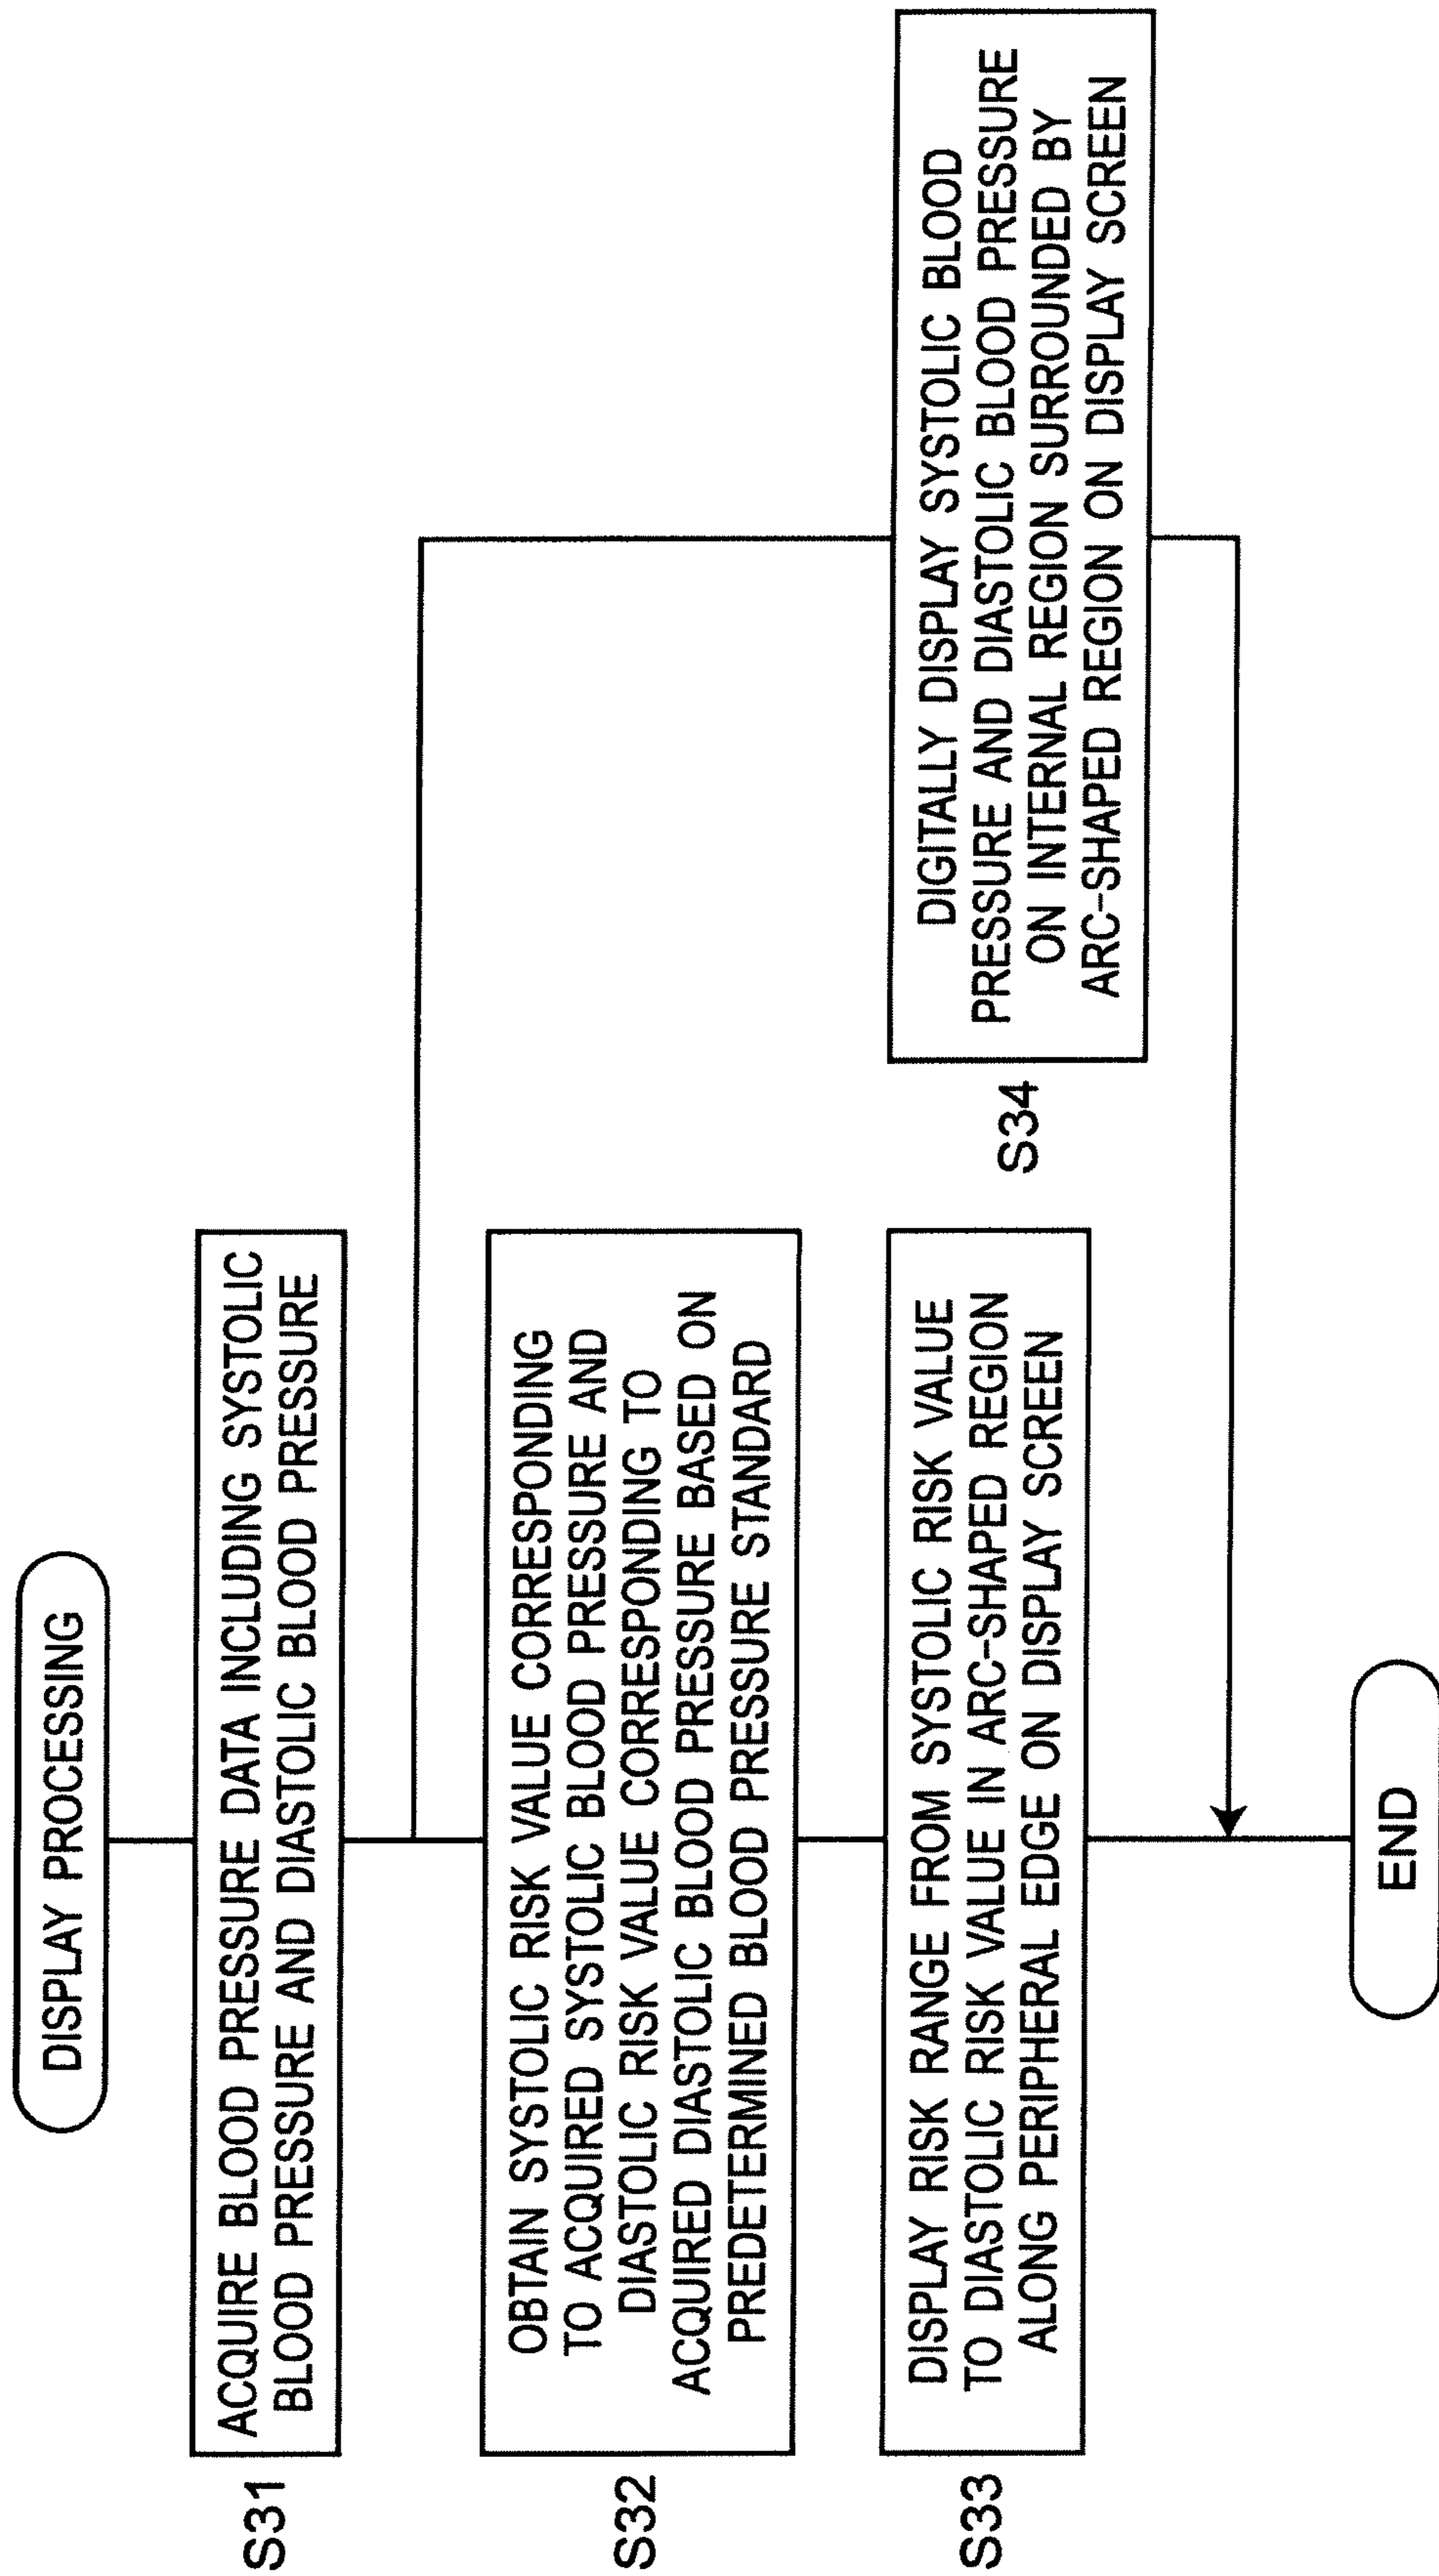 DISPLAY PROCESSING
S31
ACQUIRE BLOOD PRESSURE DATA INCLUDING SYSTOLIC
BLOOD PRESSURE AND DIASTOLIC BLOOD PRESSURE
S32
OBTAIN SYSTOLIC RISK VALUE CORRESPONDING
TO ACQUIRED SYSTOLIC BLOOD PRESSURE AND
DIASTOLIC RISK VALUE CORRESPONDING TO
ACQUIRED DIASTOLIC BLOOD PRESSURE BASED ON
PREDETERMINED BLOOD PRESSURE STANDARD
S33
DISPLAY RISK RANGE FROM SYSTOLIC RISK VALUE
TO DIASTOLIC RISK VALUE IN ARC-SHAPED REGION
ALONG PERIPHERAL EDGE ON DISPLAY SCREEN
S34
DIGITALLY DISPLAY SYSTOLIC BLOOD
PRESSURE AND DIASTOLIC BLOOD PRESSURE
ON INTERNAL REGION SURROUNDED BY
ARC-SHAPED REGION ON DISPLAY SCREEN
END